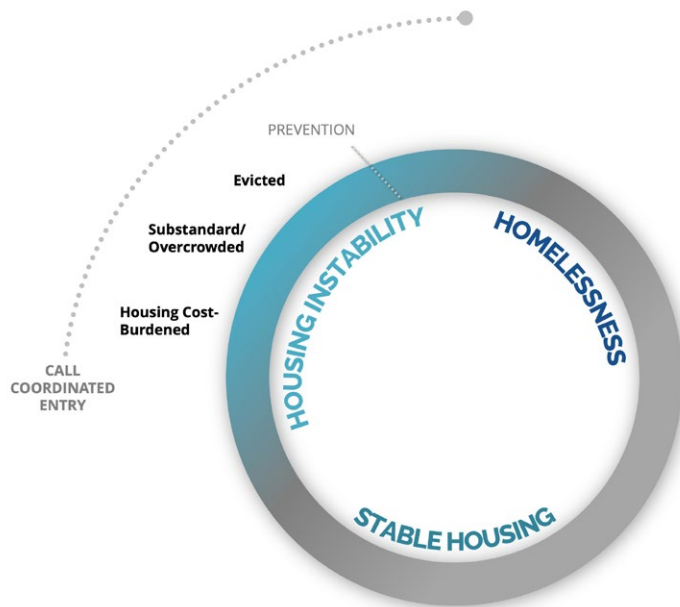 PREVENTION
Evicted
Substandard/
Overcrowded
Housing Cost-
Burdened
CALL
COORDINATED
ENTRY
HOUSING INSTABILITY
HOMELESSNESS
STABLE HOUSING